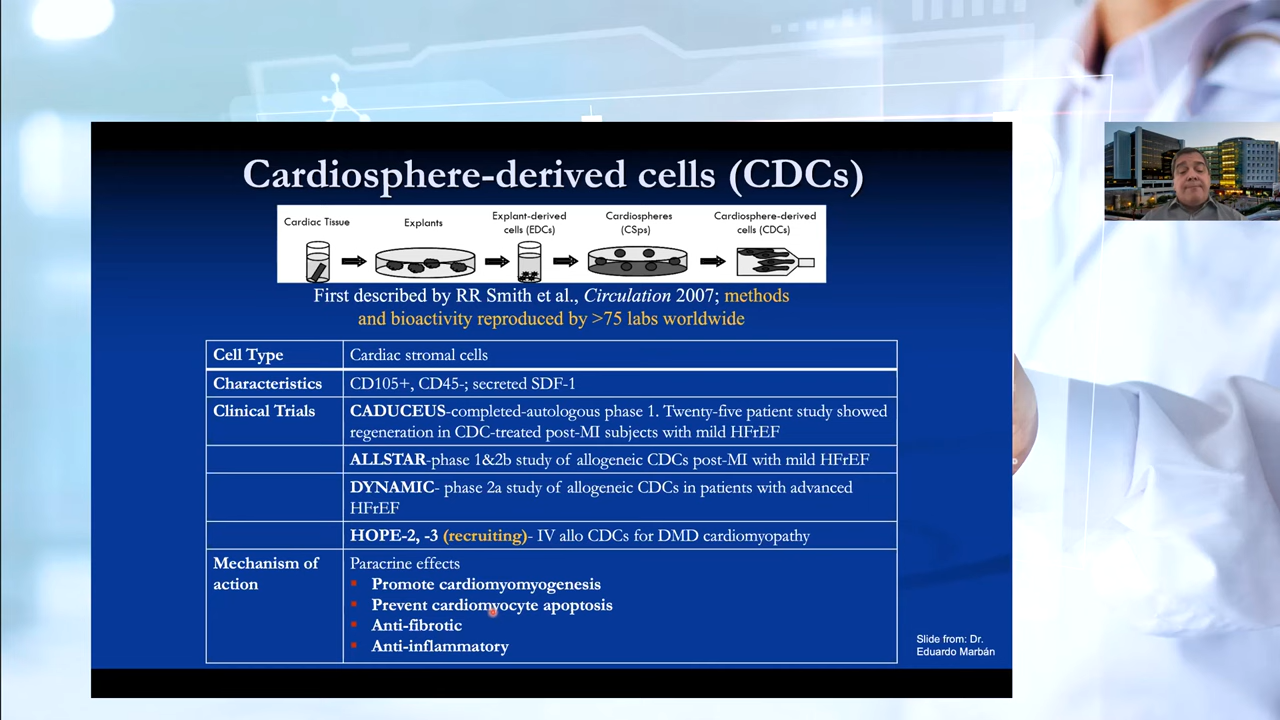 Cardiosphere-derived cells (CDCs)
Cardiac Tissue
Explants
Explant-derived
cells (EDCs)
Cardiospheres
(CSps)
Cardiosphere-derived
cells (CDCs)
First described by RR Smith et al., Circulation 2007; methods
and bioactivity reproduced by >75 labs worldwide
Cell Type
Cardiac stromal cells
Characteristics
CD105+, CD45-; secreted SDF-1
Clinical Trials
CADUCEUS-completed-autologous phase 1. Twenty-five patient study showed
regeneration in CDC-treated post-MI subjects with mild HFrEF
ALLSTAR-phase 1&2b study of allogeneic CDCs post-MI with mild HFrEF
DYNAMIC- phase 2a study of allogeneic CDCs in patients with advanced
HFrEF
HOPE-2, -3 (recruiting)- IV allo CDCs for DMD cardiomyopathy
Mechanism of
action
Paracrine effects
Promote cardiomyomyogenesis
Prevent cardiomyocyte apoptosis
Anti-fibrotic
Anti-inflammatory
Slide from: Dr.
Eduardo Marbán